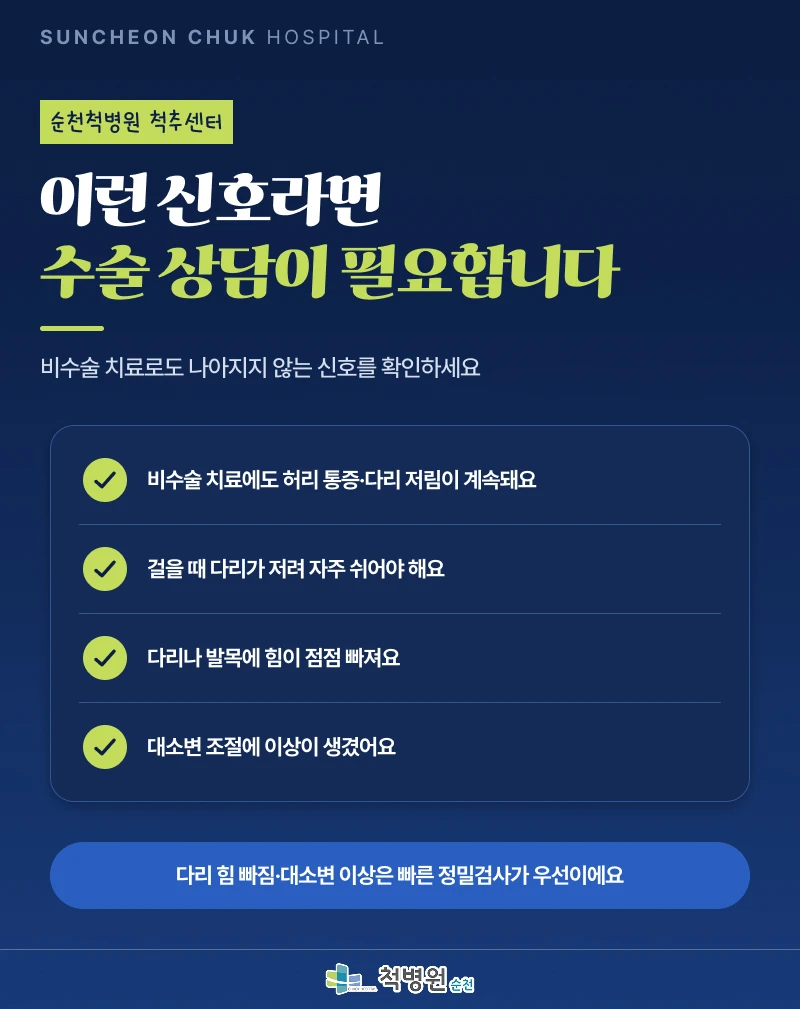 SUNCHEON CHUK HOSPITAL
순천척병원 척추센터
이런 신호라면
수술 상담이 필요합니다
비수술 치료로도 나아지지 않는 신호를 확인하세요
비수술 치료에도 허리 통증·다리 저림이 계속돼요
걸을 때 다리가 저려 자주 쉬어야 해요
다리나 발목에 힘이 점점 빠져요
대소변 조절에 이상이 생겼어요
다리 힘 빠짐·대소변 이상은 빠른 정밀검사가 우선이에요
척병원 순천